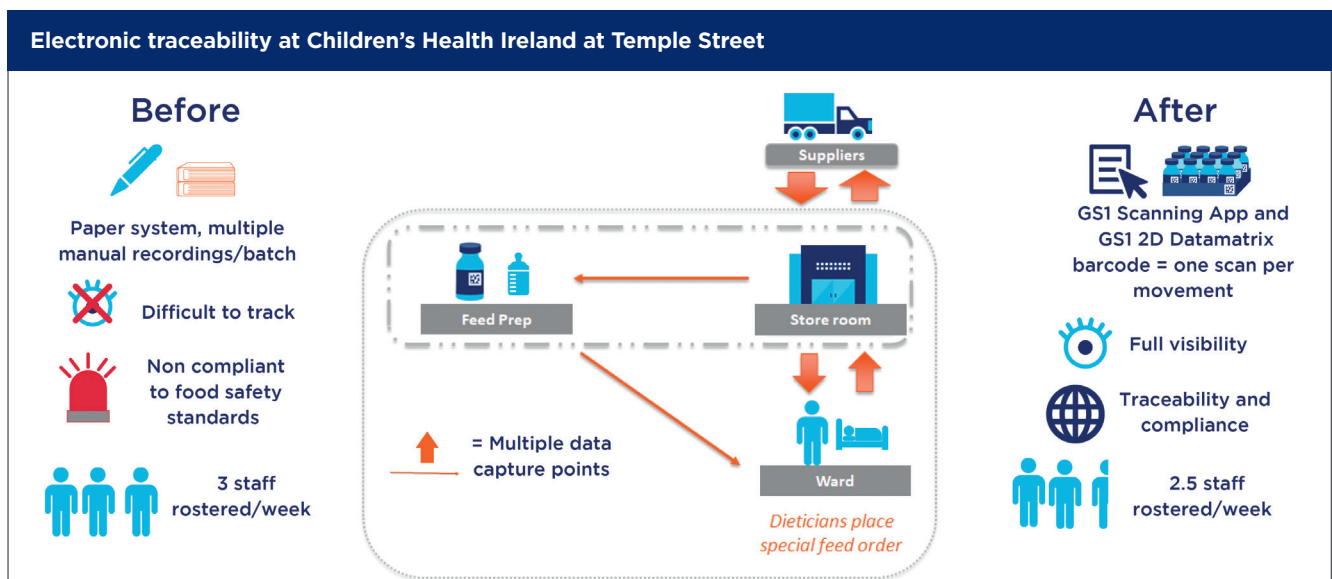 Electronic traceability at Children's Health Ireland at Temple Street
Before
Paper system, multiple
manual recordings/batch
Difficult to track
Non compliant
to food safety
standards
3 staff
rostered/week
Suppliers
Feed Prep
Store room
= Multiple data
capture points
Ward
Dieticians place
special feed order
After
GS1 Scanning App and
GS1 2D Datamatrix
barcode = one scan per
movement
Full visibility
Traceability and
compliance
2.5 staff
rostered/week